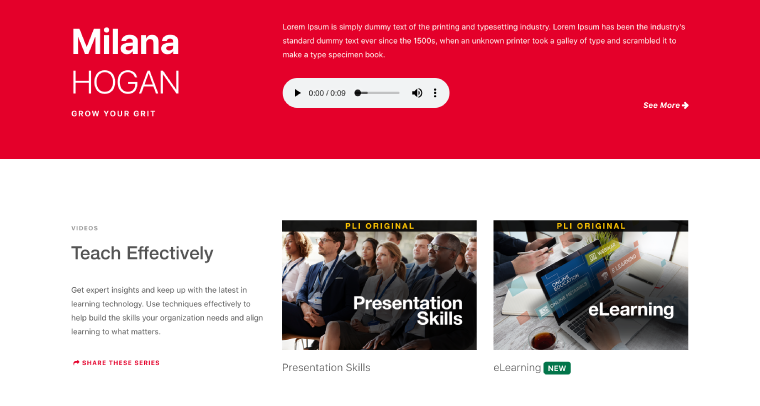 Milana
HOGAN
GROW YOUR GRIT
Lorem Ipsum is simply dummy text of the printing and typesetting industry. Lorem Ipsum has been the industry's
standard dummy text ever since the 1500s, when an unknown printer took a galley of type and scrambled it to
make a type specimen book.
0:00 / 0:09
See More
VIDEOS
Teach Effectively
Get expert insights and keep up with the latest in
learning technology. Use techniques effectively to
help build the skills your organization needs and align
learning to what matters.
SHARE THESE SERIES
PLI ORIGINAL
Presentation
Skills
Presentation Skills
PLI ORIGINAL
WEBINAR
ONLINE
EDUCATION
E-LEARNING
eLearning
eLearning NEW